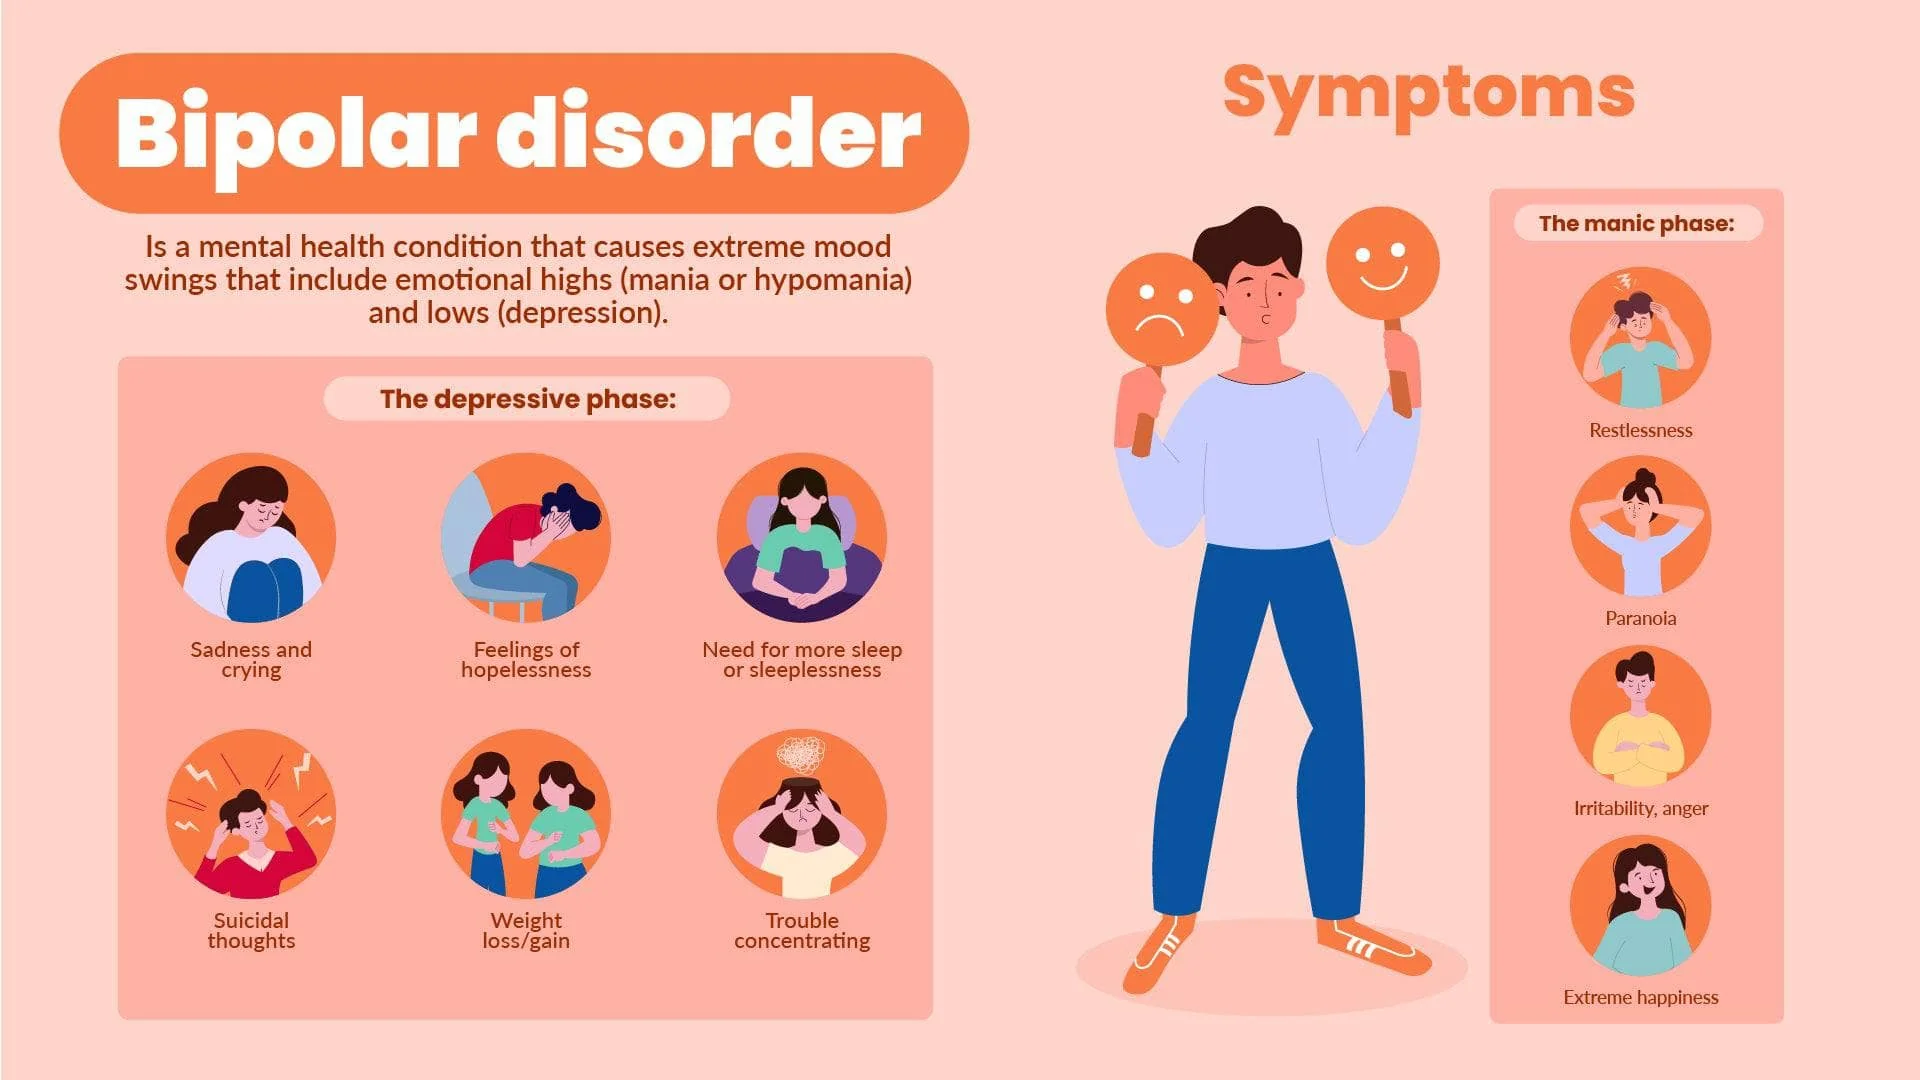 Bipolar disorder
Is a mental health condition that causes extreme mood
swings that include emotional highs (mania or hypomania)
and lows (depression).
The depressive phase:
Sadness and
crying
Feelings of
hopelessness
Need for more sleep
or sleeplessness
Suicidal
thoughts
Weight
loss/gain
Trouble
concentrating
Symptoms
The manic phase:
Restlessness
Paranoia
Irritability, anger
Extreme happiness